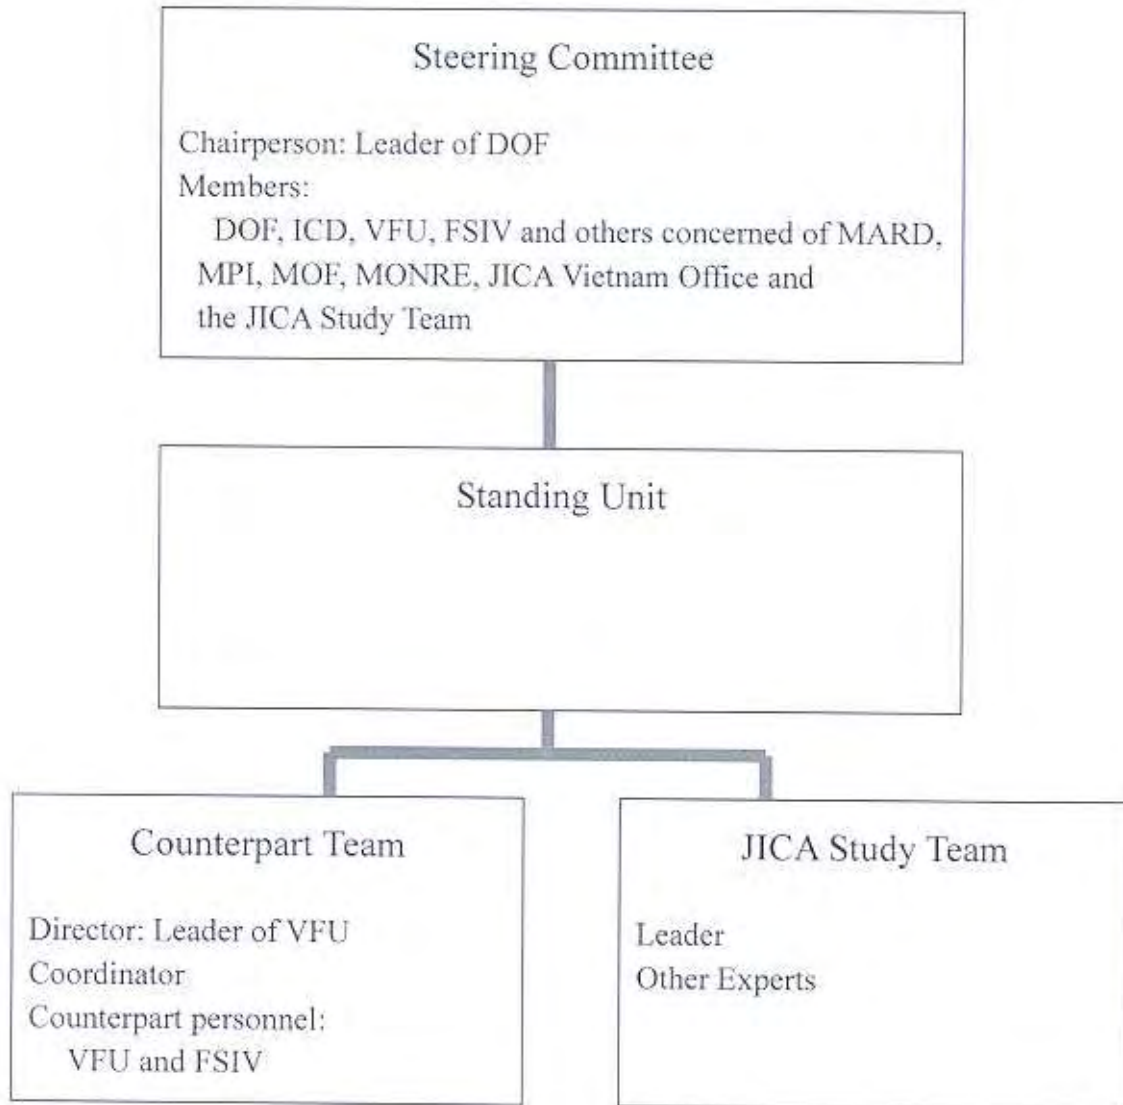 Steering Committee
Chairperson: Leader of DOF
Members:
DOF, ICD, VFU, FSIV and others concerned of MARD,
MPI, MOF, MONRE, JICA Vietnam Office and
the JICA Study Team
Standing Unit
Counterpart Team
Director: Leader of VFU
Coordinator
Counterpart personnel:
VFU and FSIV
JICA Study Team
Leader
Other Experts